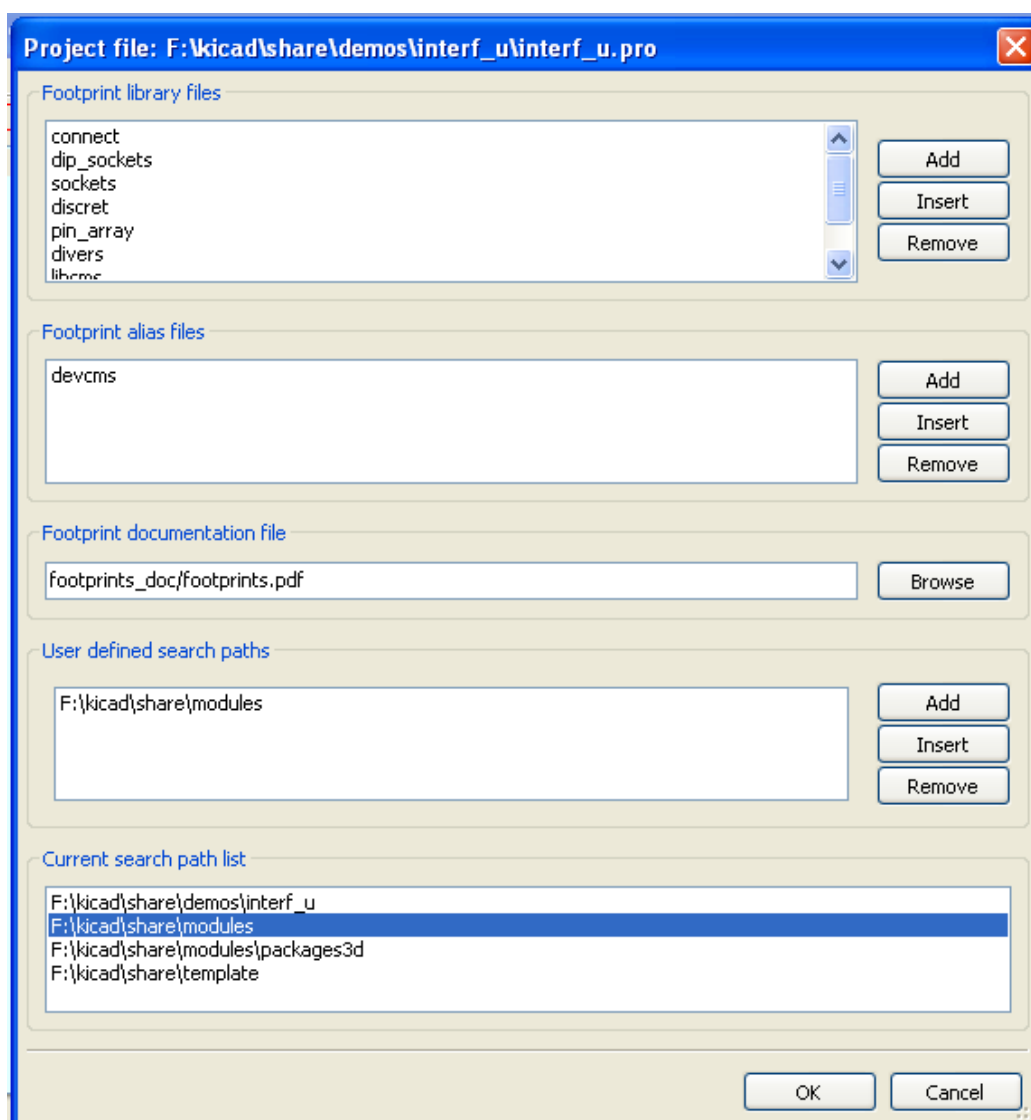 Project file: F:\kicad\share\demos\interf_u\interf_u.pro
Footprint library files
connect
dip_sockets
sockets
discret
pin_array
divers
libcms
Add
Insert
Remove
Footprint alias files
devcms
Add
Insert
Remove
Footprint documentation file
footprints_doc/footprints.pdf
Browse
User defined search paths
F:\kicad\share\modules
Add
Insert
Remove
Current search path list
F:\kicad\share\demos\interf_u
F:\kicad\share\modules
F:\kicad\share\modules\packages3d
F:\kicad\share\template
OK
Cancel